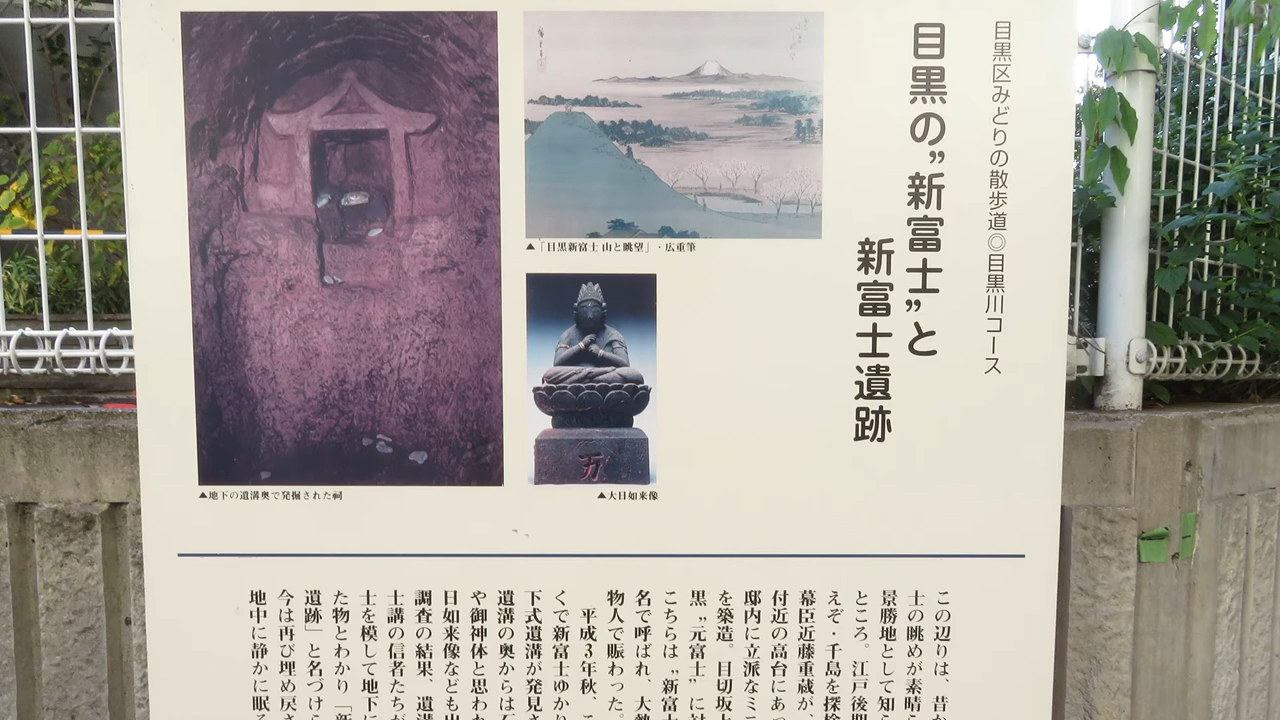 目黒区みどりの散歩道◎目黒川コース
目黒の”新富士”と
新富士遺跡
▲「目黒新富士 山と眺望」・広重筆
▲地下の遺溝奥で発掘された祠
▲大日如来像
この辺りは、昔か
士の眺めが素晴ら
景勝地として知ら
ところ。江戸後期
えぞ・千島を探検
幕臣近藤重蔵が、
付近の高台にあっ
邸内に立派なミニ
を築造。目切坂上
黒”元富士”に対
こちらは”新富士
名で呼ばれ、大勢
物人で賑わった。
平成3年秋、こ
くで新富士ゆかり
下式遺溝が発見さ
遺溝の奥からは石
や御神体と思われ
日如来像なども出
調査の結果、遺溝
士講の信者たちが
士を模して地下に
た物とわかり「新
遺跡」と名づけら
今は再び埋め戻さ
地中に静かに眠る